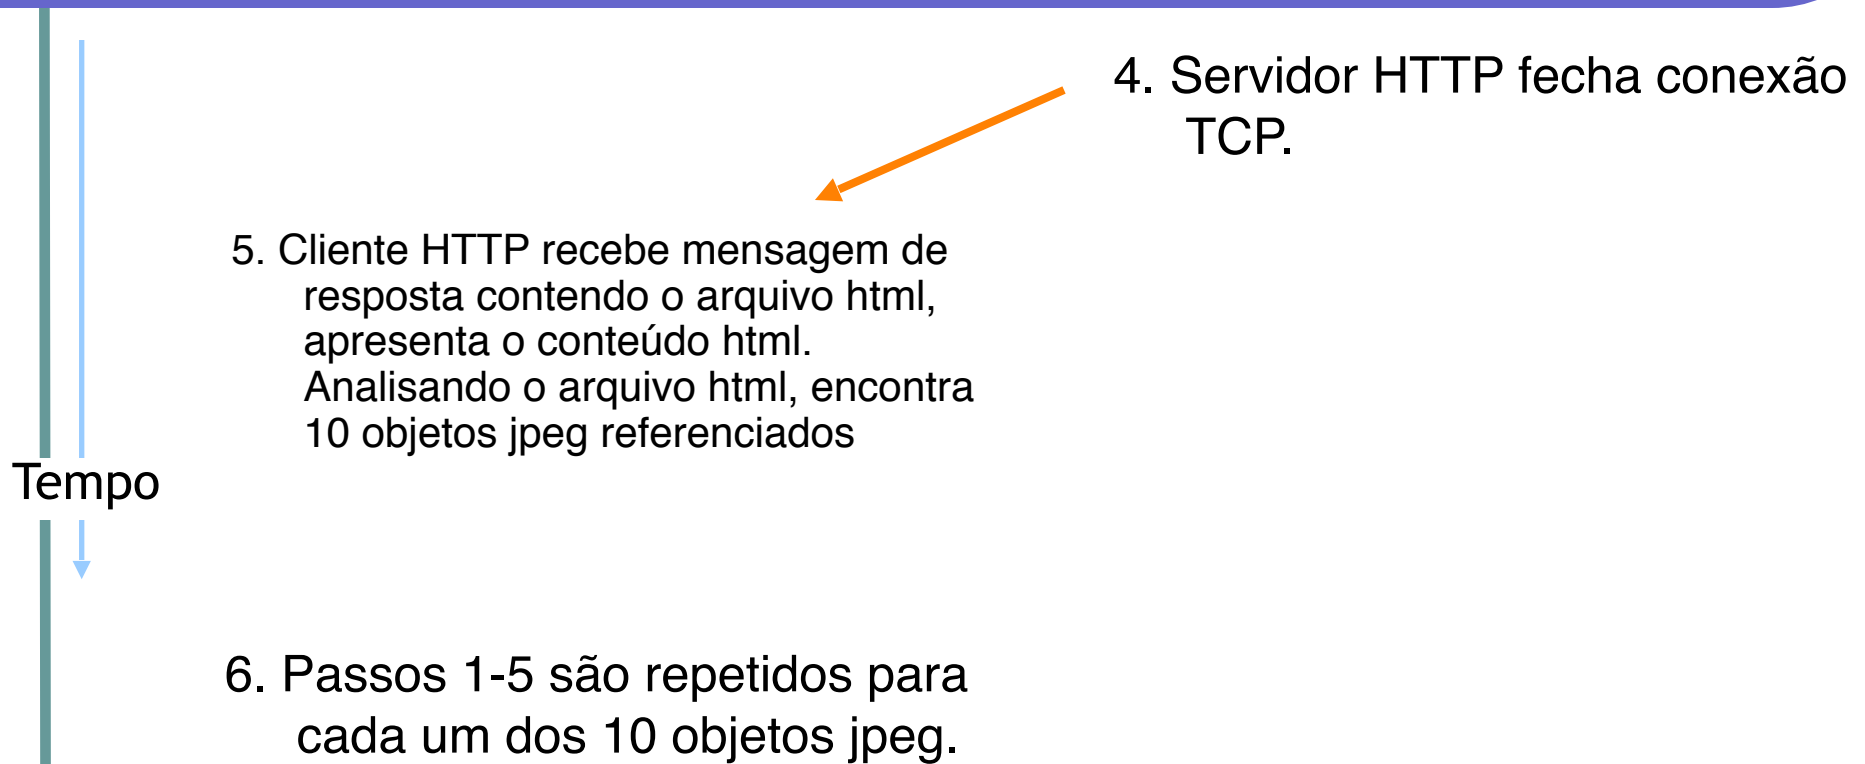 4. Servidor HTTP fecha conexão
TCP.
5. Cliente HTTP recebe mensagem de
resposta contendo o arquivo html,
apresenta o conteúdo html.
Analisando o arquivo html, encontra
10 objetos jpeg referenciados
Tempo
6. Passos 1-5 são repetidos para
cada um dos 10 objetos jpeg.